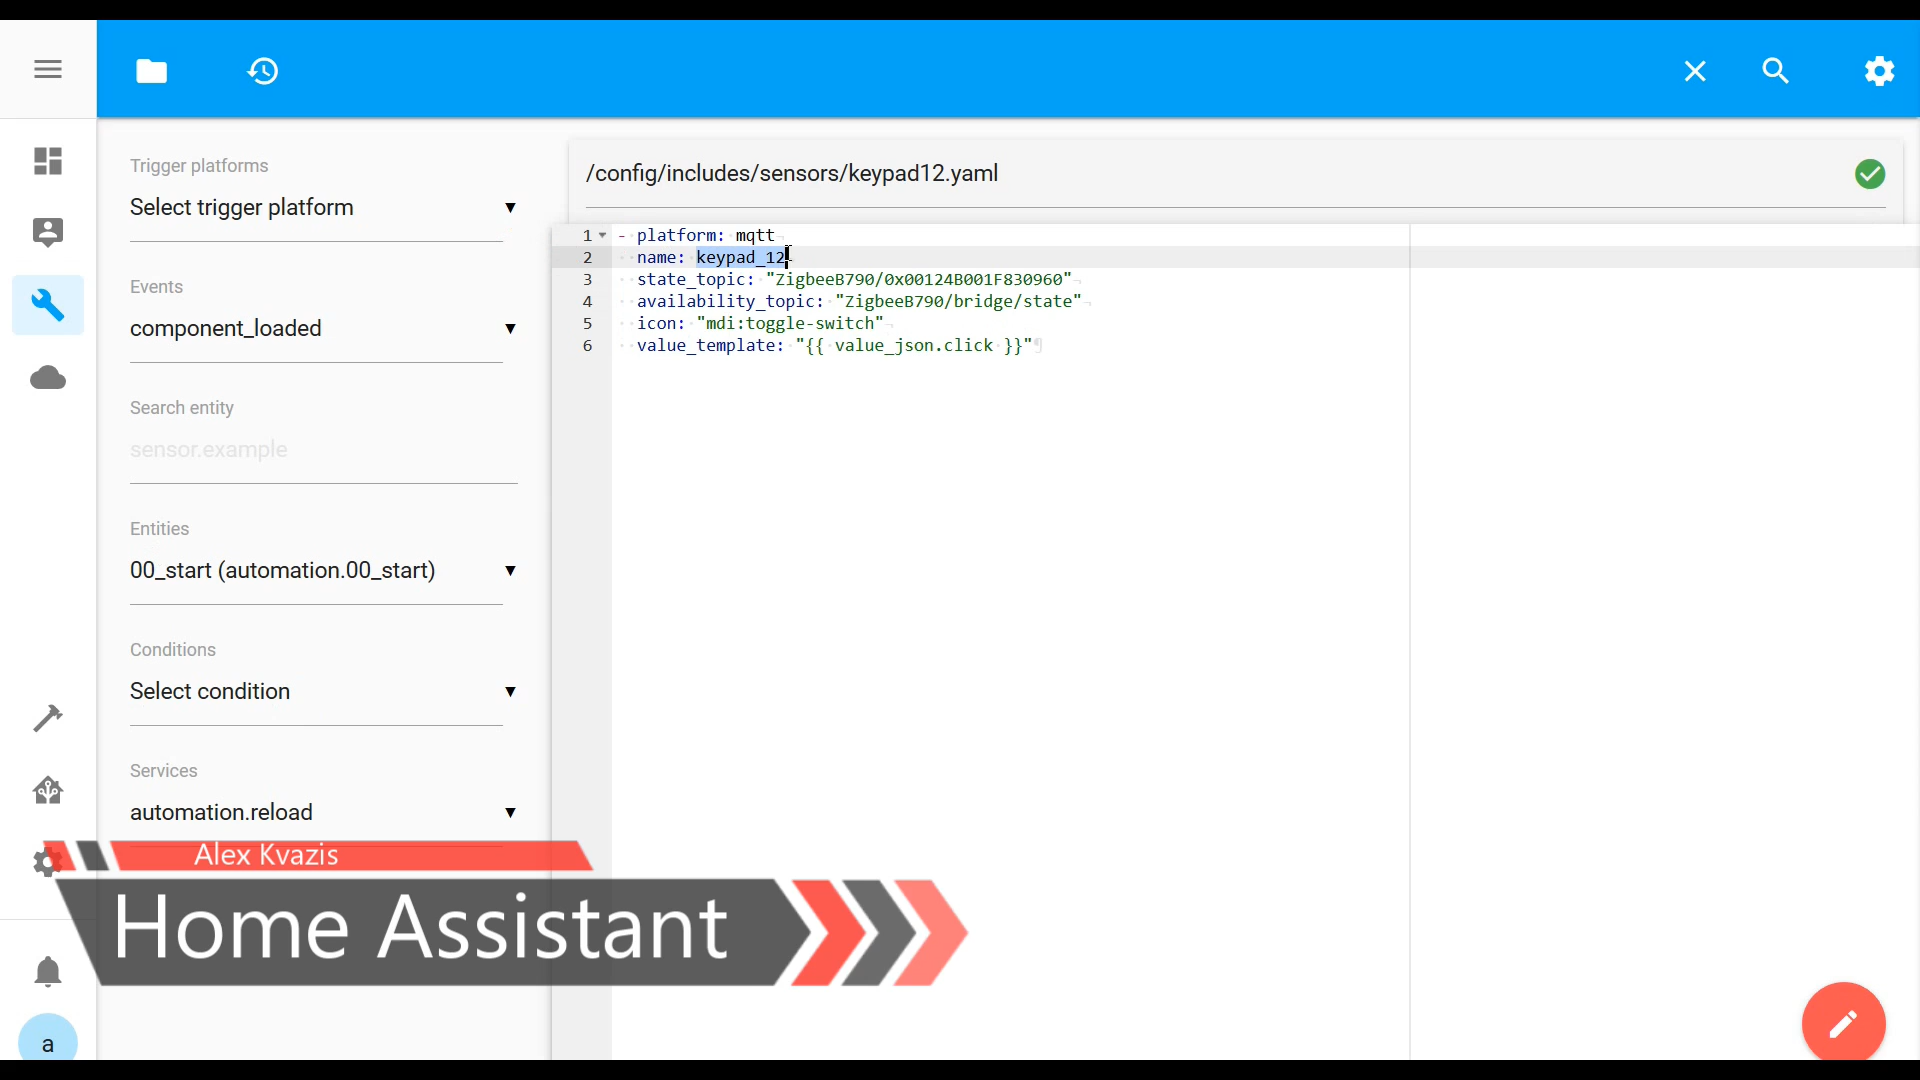 Trigger platforms
Select trigger platform
Events
component_loaded
Search entity
sensor.example
Entities
00_start (automation.00_start)
Conditions
Select condition
Services
automation.reload
/config/includes/sensors/keypad12.yaml
1 - platform: mqtt
2 name: keypad_12
3 state_topic: "ZigbeeB790/0x00124B001F830960"
4 availability_topic: "ZigbeeB790/bridge/state"
5 icon: "mdi:toggle-switch"
6 value_template: "{{ value_json.click }}"
Alex Kvazis
Home Assistant
a